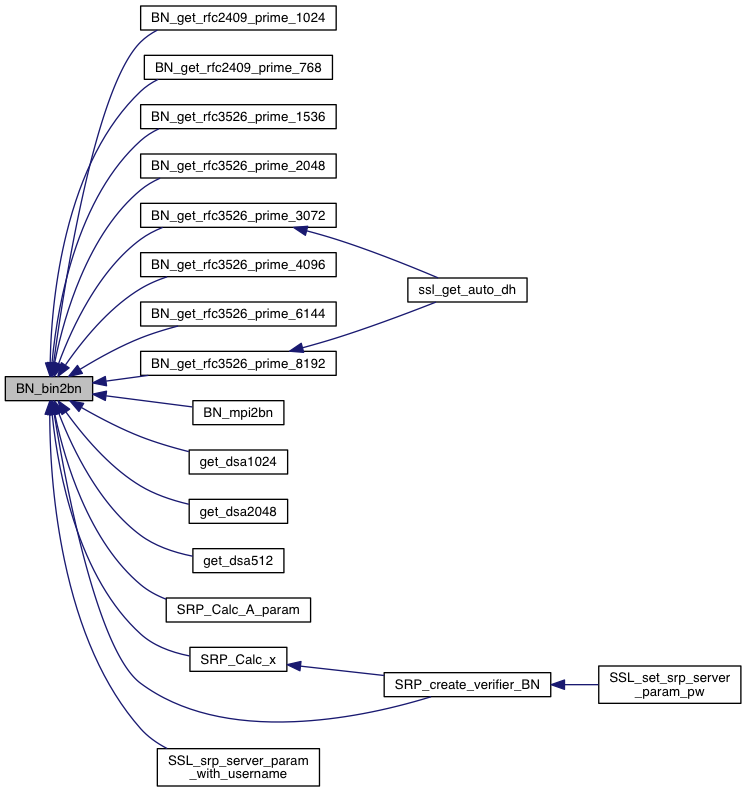 BN_get_rfc2409_prime_1024
BN_get_rfc2409_prime_768
BN_get_rfc3526_prime_1536
BN_get_rfc3526_prime_2048
BN_get_rfc3526_prime_3072
BN_get_rfc3526_prime_4096
ssl_get_auto_dh
BN_get_rfc3526_prime_6144
BN_get_rfc3526_prime_8192
BN_bin2bn
BN_mpi2bn
get_dsa1024
get_dsa2048
get_dsa512
SRP_Calc_A_param
SRP_Calc_x
SRP_create_verifier_BN
SSL_set_srp_server
_param_pw
SSL_srp_server_param
_with_username